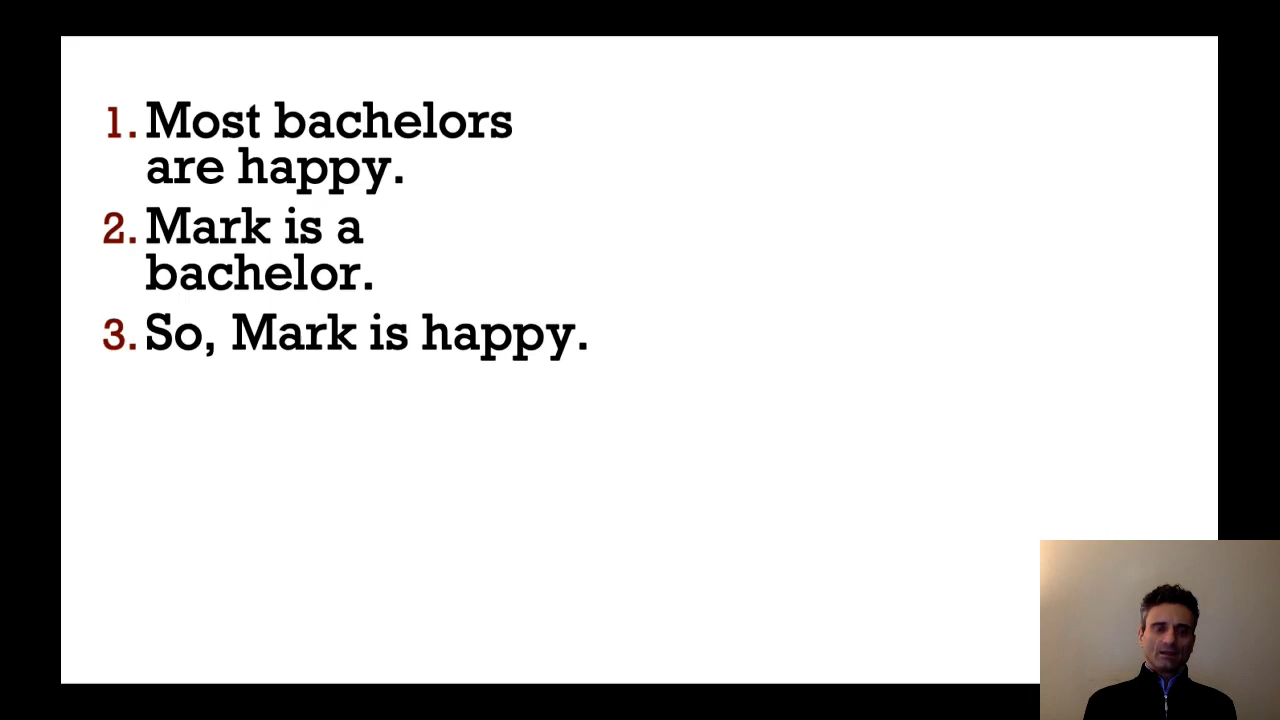 1. Most bachelors
are happy.
2. Mark is a
bachelor.
3. So, Mark is happy.